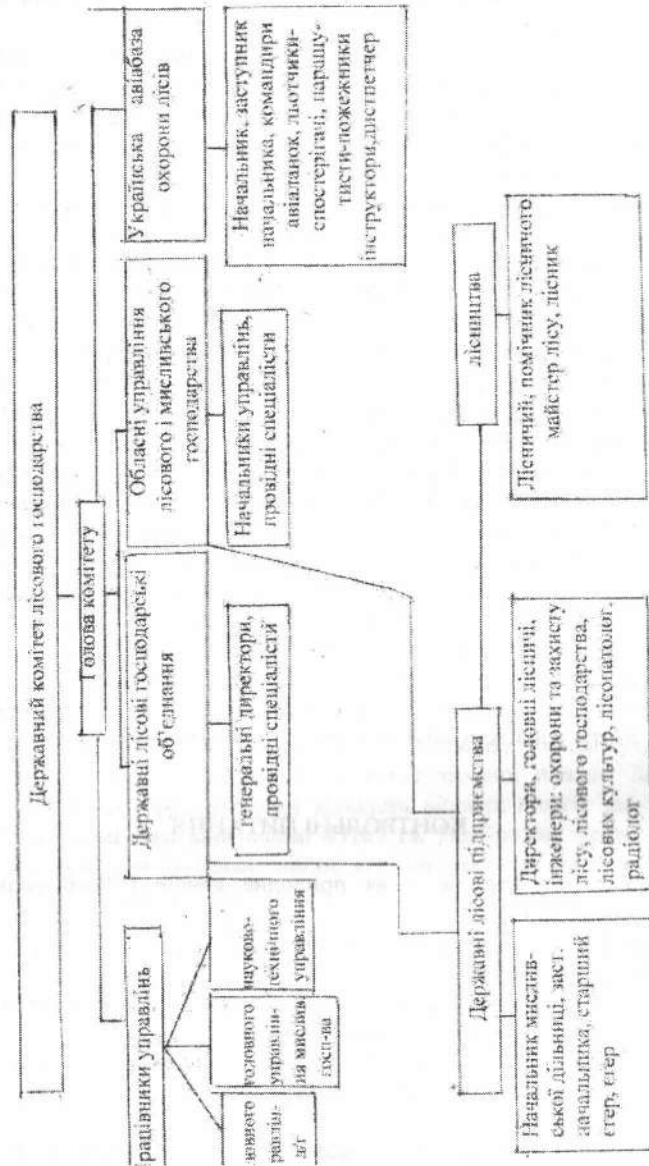 Державний комітет лісового господарства
Голова комітету
Працівники управлінь
Державні лісові господарські
об'єднання
Обласні управління
лісового і мисливського
господарства
Українська авіабаза
охорони лісів
головного
управлін-
ня мислив.
госп-ва
науково-
технічного
управління
генеральні директори,
провідні спеціалісти
Начальники управлінь,
провідні спеціалісти
Начальник, заступник
начальника, командири
авіаланок, льотчики-
спостерігачі, парашу-
тисти-пожежники
інструктори,диспетчер
Державні лісові підприємства
лісництва
Начальник мислив-
ської дільниці, заст.
начальника, старший
єгер, єгер
Директори, головні лісничі,
інженери: охорони та захисту
лісу, лісового господарства,
лісових культур, лісопатолог.
радіолог
Лісничий, помічник лісничого
майстер лісу, лісник